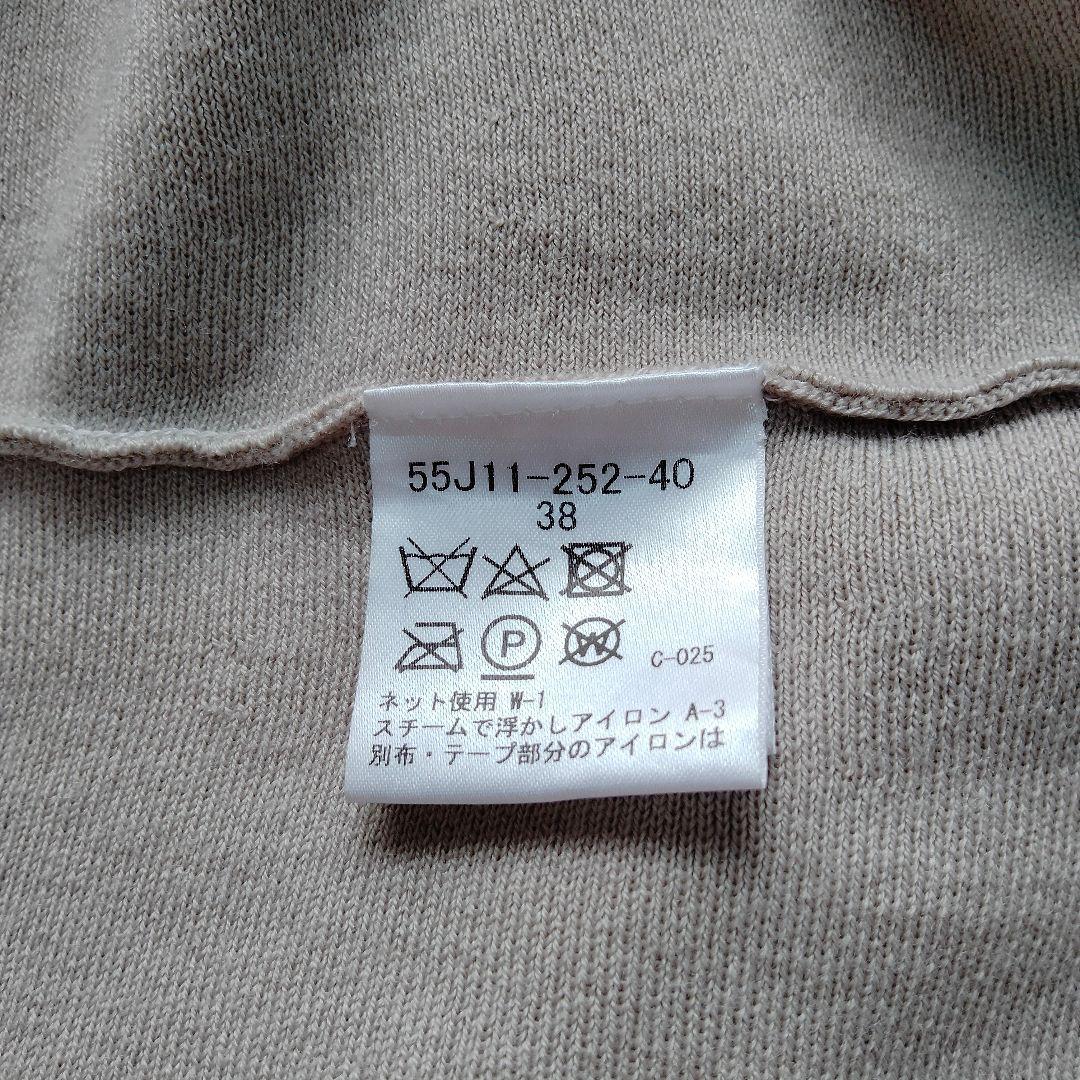 55J11-252-40
38
P W C-025
ネット使用 W-1
スチームで浮かしアイロン A-3
別布・テープ部分のアイロンは